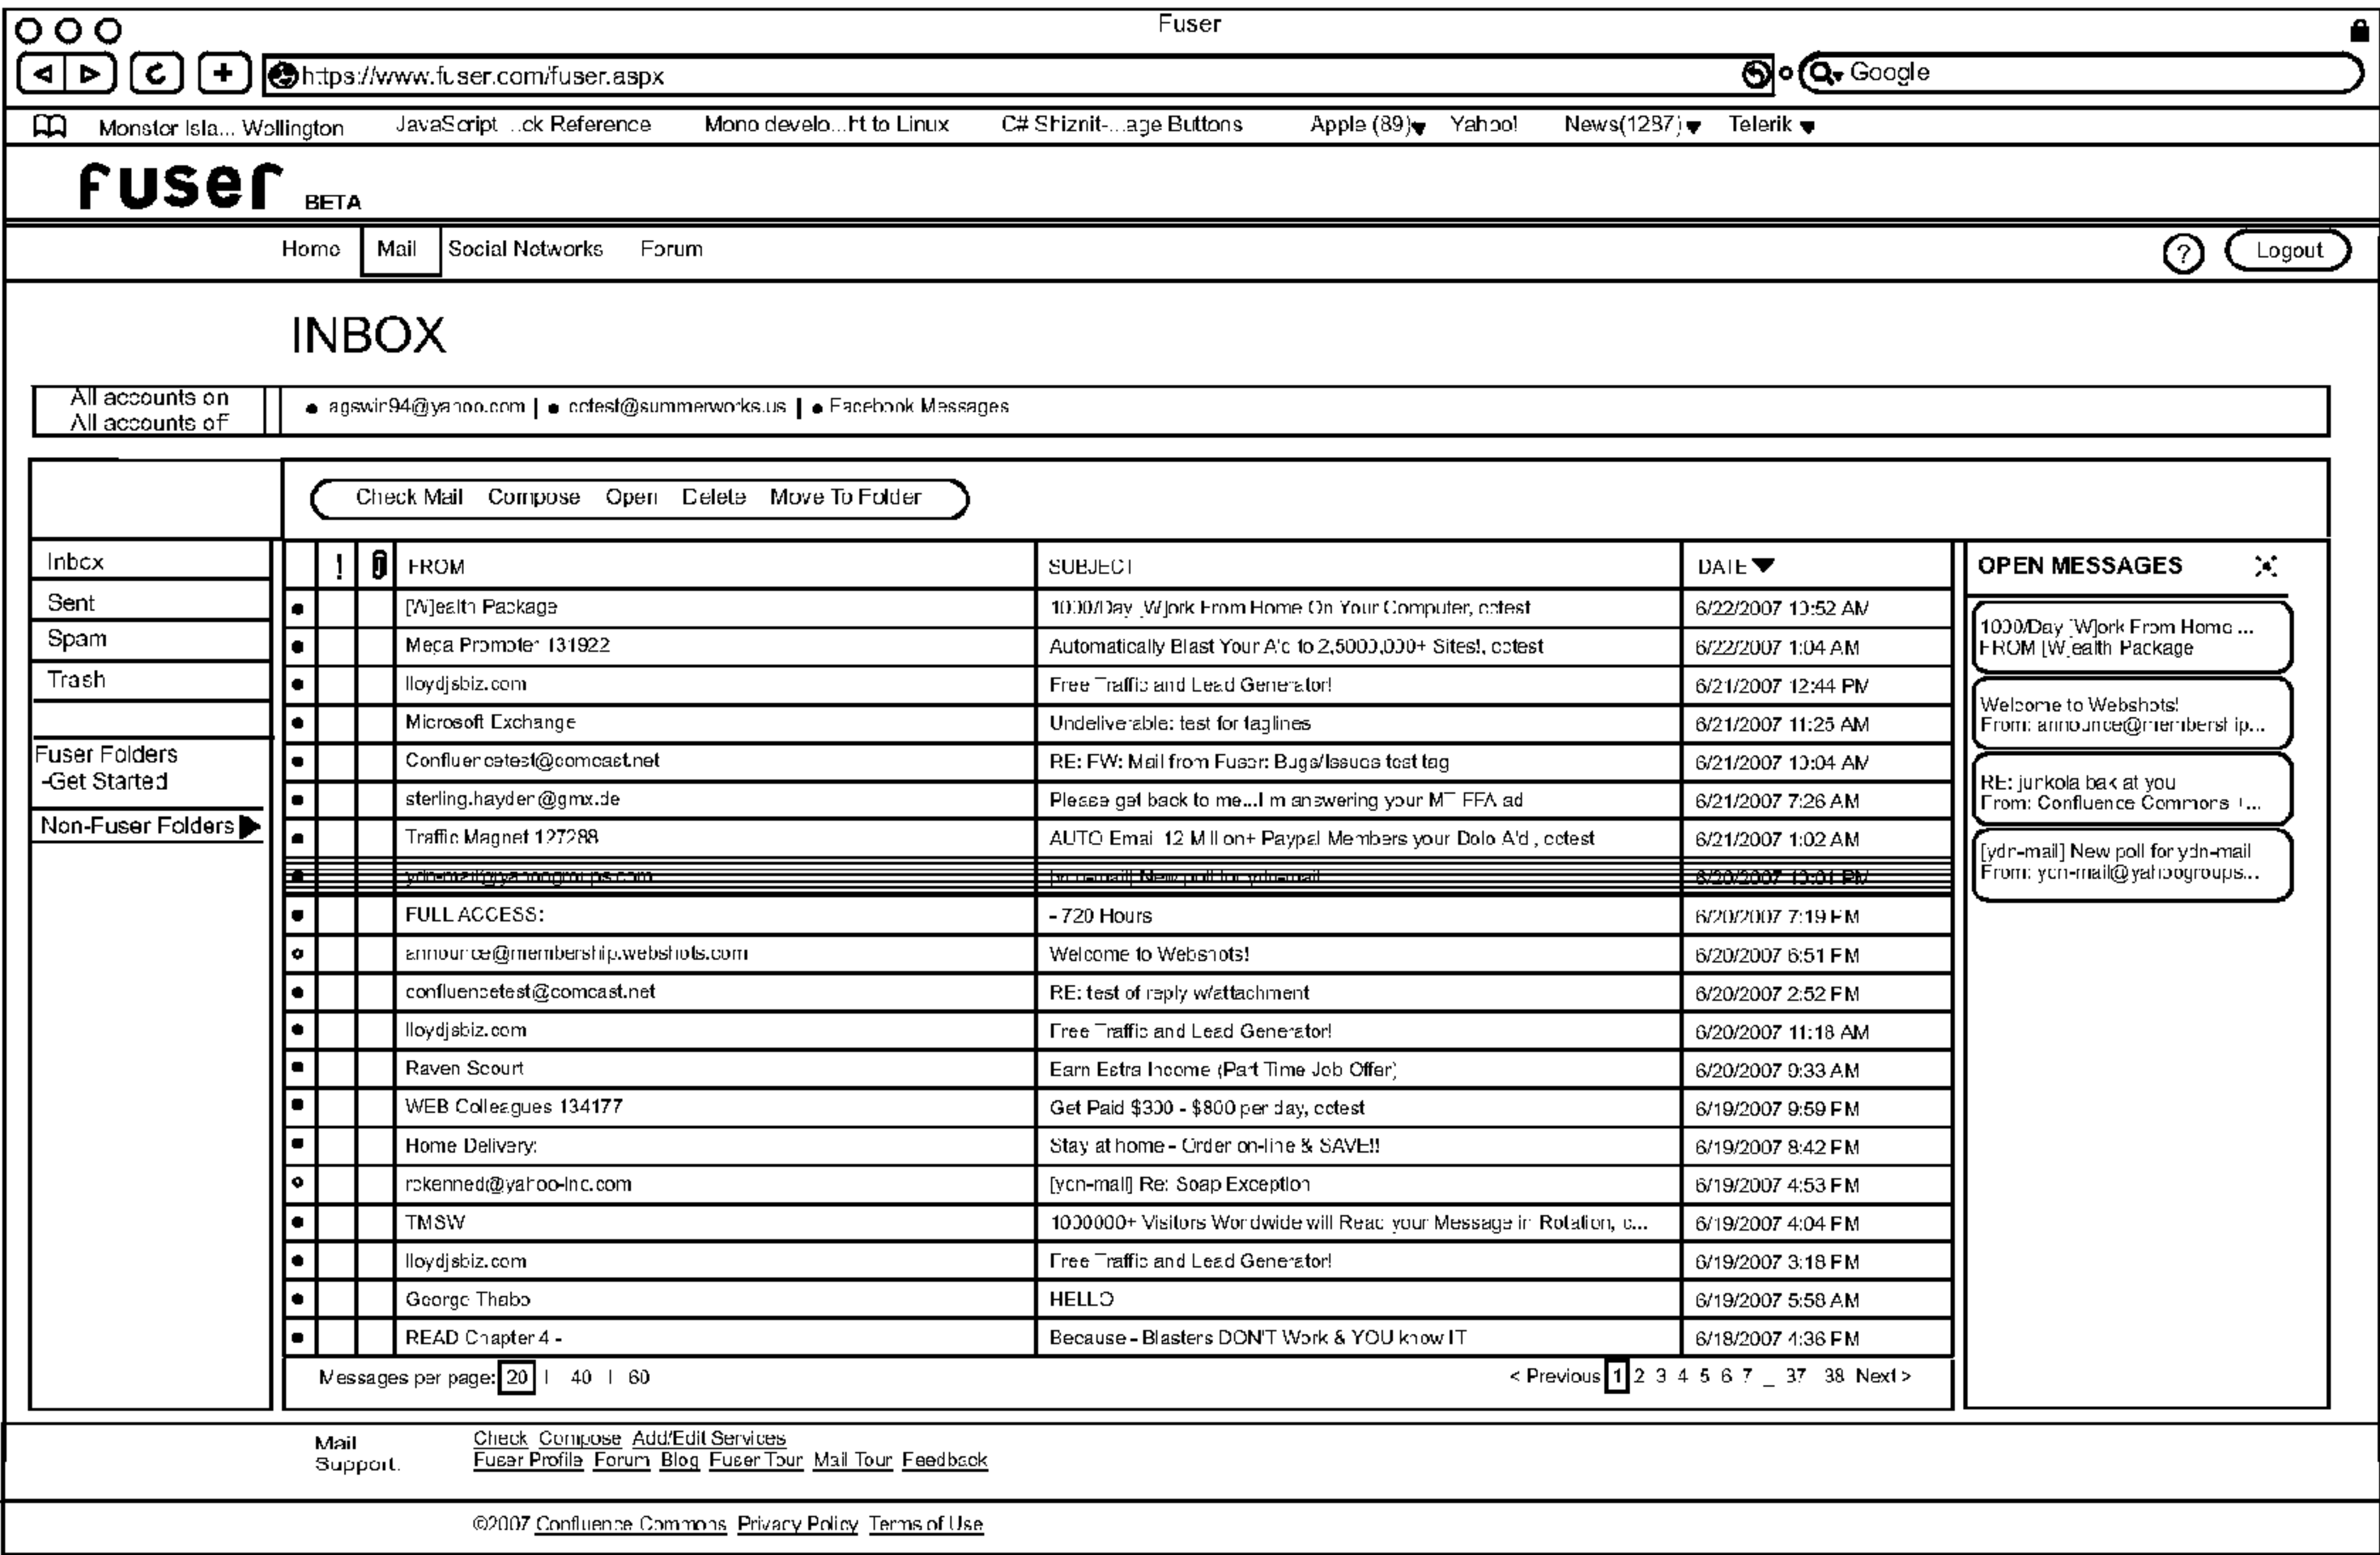 Fuser
https://www.fuser.com/fuser.aspx
Google
Monster Isla... Wellington JavaScript ...ck Reference Mono develo...ht to Linux C# Shiznit-...age Buttons Apple (89) Yahoo! News(1287) Telerik
Fuser BETA
Home Mail Social Networks Forum ? Logout
INBOX
All accounts on
All accounts off
agswin94@yahoo.com | cctest@summerworks.us | Facebook Messages
Check Mail Compose Open Delete Move To Folder
Inbox
Sent
Spam
Trash
Fuser Folders
-Get Started
Non-Fuser Folders
! FROM SUBJECT DATE
[W]ealth Package 1000/Day [W]ork From Home On Your Computer, cctest 6/22/2007 10:52 AM
Mega Promoter 131922 Automatically Blast Your A'd to 2,5000,000+ Sites!, cctest 6/22/2007 1:04 AM
lloydjsbiz.com Free Traffic and Lead Generator! 6/21/2007 12:44 PM
Microsoft Exchange Undeliverable: test for taglines 6/21/2007 11:25 AM
Confluencetest@comcast.net RE: FW: Mail from Fuser: Bugs/Issues test tag 6/21/2007 10:04 AM
sterling.hayden@gmx.de Please get back to me...I m answering your MT FFA ad 6/21/2007 7:26 AM
Traffic Magnet 127288 AUTO Email 12 Million+ Paypal Members your Dolo A'd , cctest 6/21/2007 1:02 AM
ydn-mail@yahoogroups.com [ydn-mail] New poll for ydn-mail 6/20/2007 10:01 PM
FULL ACCESS: - 720 Hours 6/20/2007 7:19 PM
announce@membership.webshots.com Welcome to Webshots! 6/20/2007 6:51 PM
confluencetest@comcast.net RE: test of reply w/attachment 6/20/2007 2:52 PM
lloydjsbiz.com Free Traffic and Lead Generator! 6/20/2007 11:18 AM
Raven Scourt Earn Estra Income (Part Time Job Offer) 6/20/2007 9:33 AM
WEB Colleagues 134177 Get Paid $300 - $800 per day, cctest 6/19/2007 9:59 PM
Home Delivery: Stay at home - Order on-line & SAVE!! 6/19/2007 8:42 PM
rokenned@yahoo-inc.com [ydn-mail] Re: Soap Exception 6/19/2007 4:53 PM
TMSW 1000000+ Visitors Worldwide will Read your Message in Rotation, c... 6/19/2007 4:04 PM
lloydjsbiz.com Free Traffic and Lead Generator! 6/19/2007 3:18 PM
George Thabo HELLO 6/19/2007 5:58 AM
READ Chapter 4 - Because - Blasters DON'T Work & YOU know IT 6/18/2007 4:36 PM
Messages per page: 20 | 40 | 60
< Previous 1 2 3 4 5 6 7 _ 37 38 Next >
OPEN MESSAGES
1000/Day [W]ork From Home ...
FROM [W]ealth Package
Welcome to Webshots!
From: announce@membership...
RE: junkola bak at you
From: Confluence Commons +...
[ydn-mail] New poll for ydn-mail
From: ydn-mail@yahoogroups...
Mail Check Compose Add/Edit Services
Support. Fuser Profile Forum Blog Fuser Tour Mail Tour Feedback
©2007 Confluence Commons Privacy Policy Terms of Use